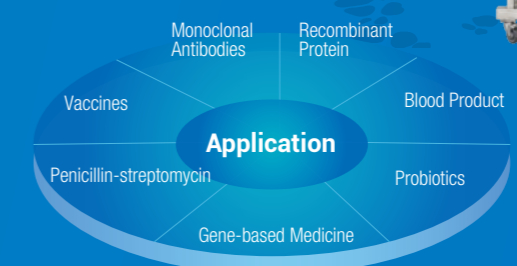 Monoclonal
Antibodies
Recombinant
Protein
Vaccines
Blood Product
Application
Penicillin-streptomycin
Probiotics
Gene-based Medicine